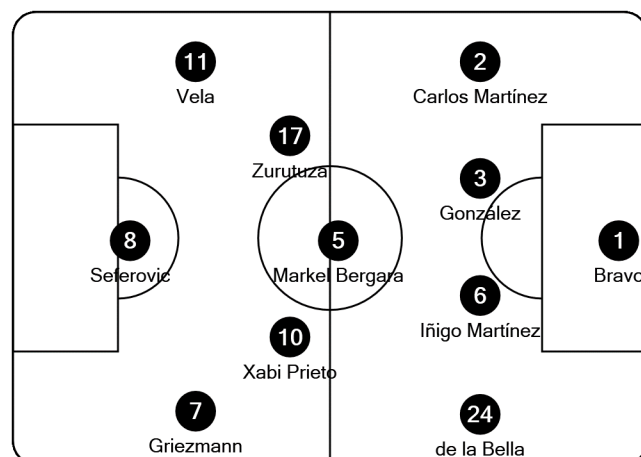 11
Vela
2
Carlos Martínez
17
Zurutuza
3
González
8
Seferovic
5
Markel Bergara
1
Bravo
6
Iñigo Martínez
10
Xabi Prieto
7
Griezmann
24
de la Bella